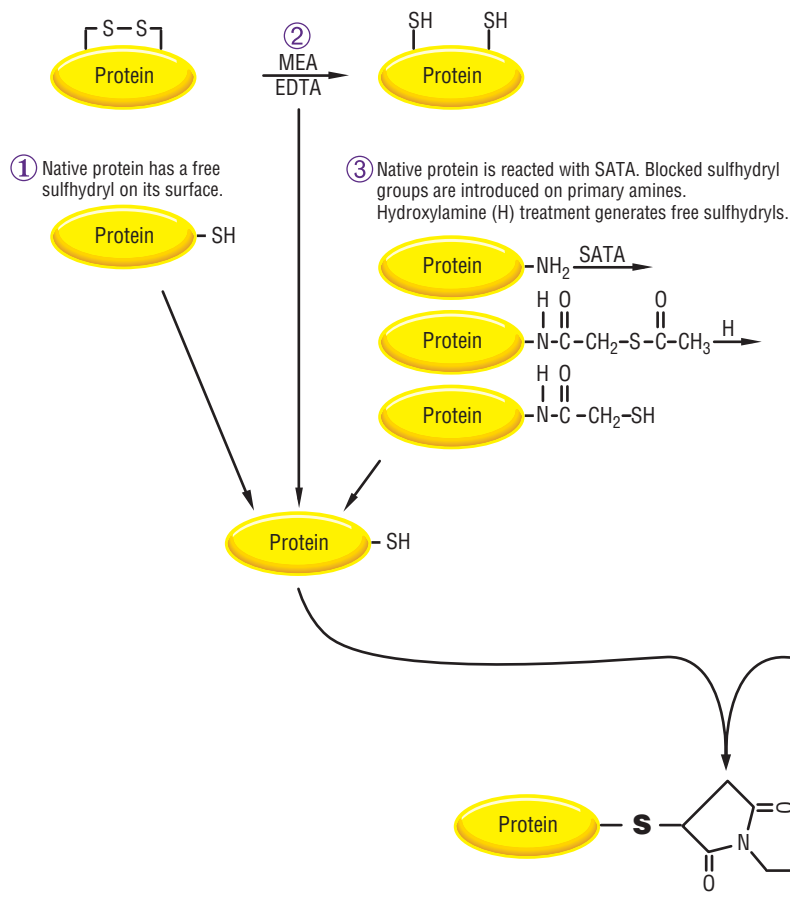 S–S
Protein
②
MEA
EDTA
SH SH
Protein
① Native protein has a free
sulfhydryl on its surface.
Protein – SH
③ Native protein is reacted with SATA. Blocked sulfhydryl
groups are introduced on primary amines.
Hydroxylamine (H) treatment generates free sulfhydryls.
Protein –NH₂ SATA
H O O
Protein –N–C–CH₂–S–C–CH₃ H
H O
Protein –N–C–CH₂–SH
Protein – SH
Protein – S –
O
N
O